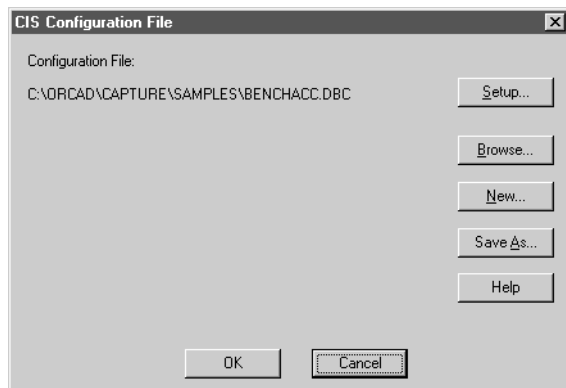 CIS Configuration File
Configuration File:
C:\ORCAD\CAPTURE\SAMPLES\BENCHACC.DBC
Setup...
Browse...
New...
Save As...
Help
OK
Cancel